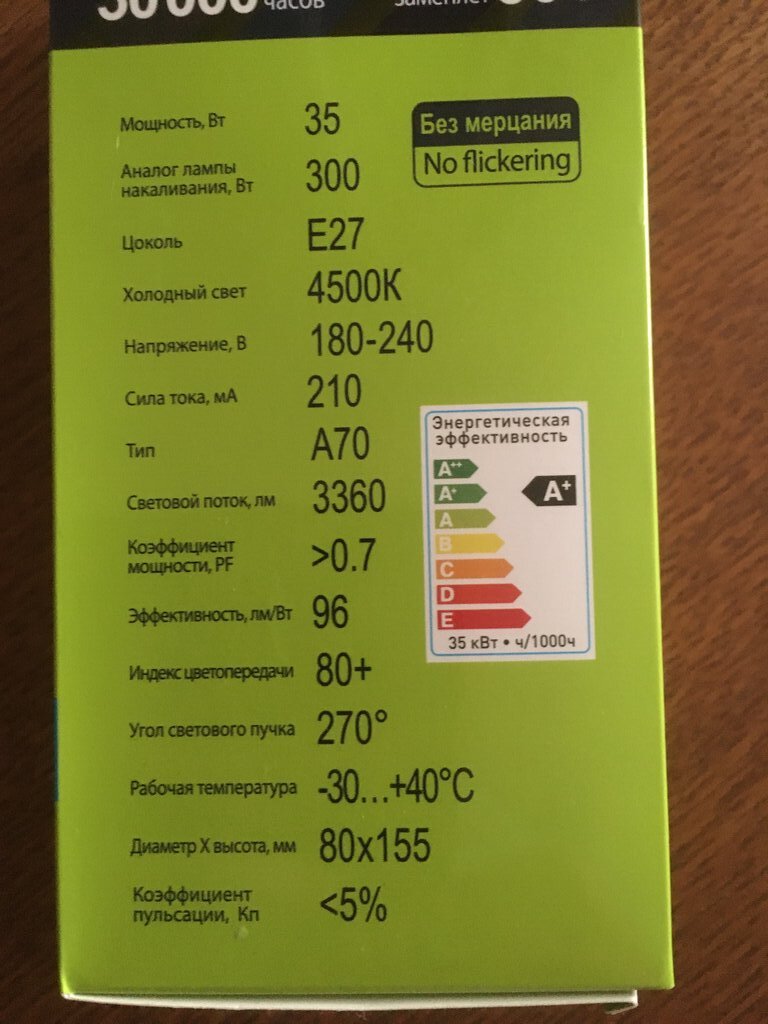 часов
Мощность, Вт 35
Без мерцания
No flickering
Аналог лампы
накаливания, Вт 300
Цоколь E27
Холодный свет 4500К
Напряжение, В 180-240
Сила тока, мА 210
Тип A70
Световой поток, лм 3360
Коэффициент
мощности, PF >0.7
Эффективность, лм/Вт 96
Индекс цветопередачи 80+
Угол светового пучка 270°
Рабочая температура -30...+40°C
Диаметр X высота, мм 80x155
Коэффициент
пульсации, Кп <5%
Энергетическая
эффективность
A++
A+ A+
A
B
C
D
E
35 кВт • ч/1000ч